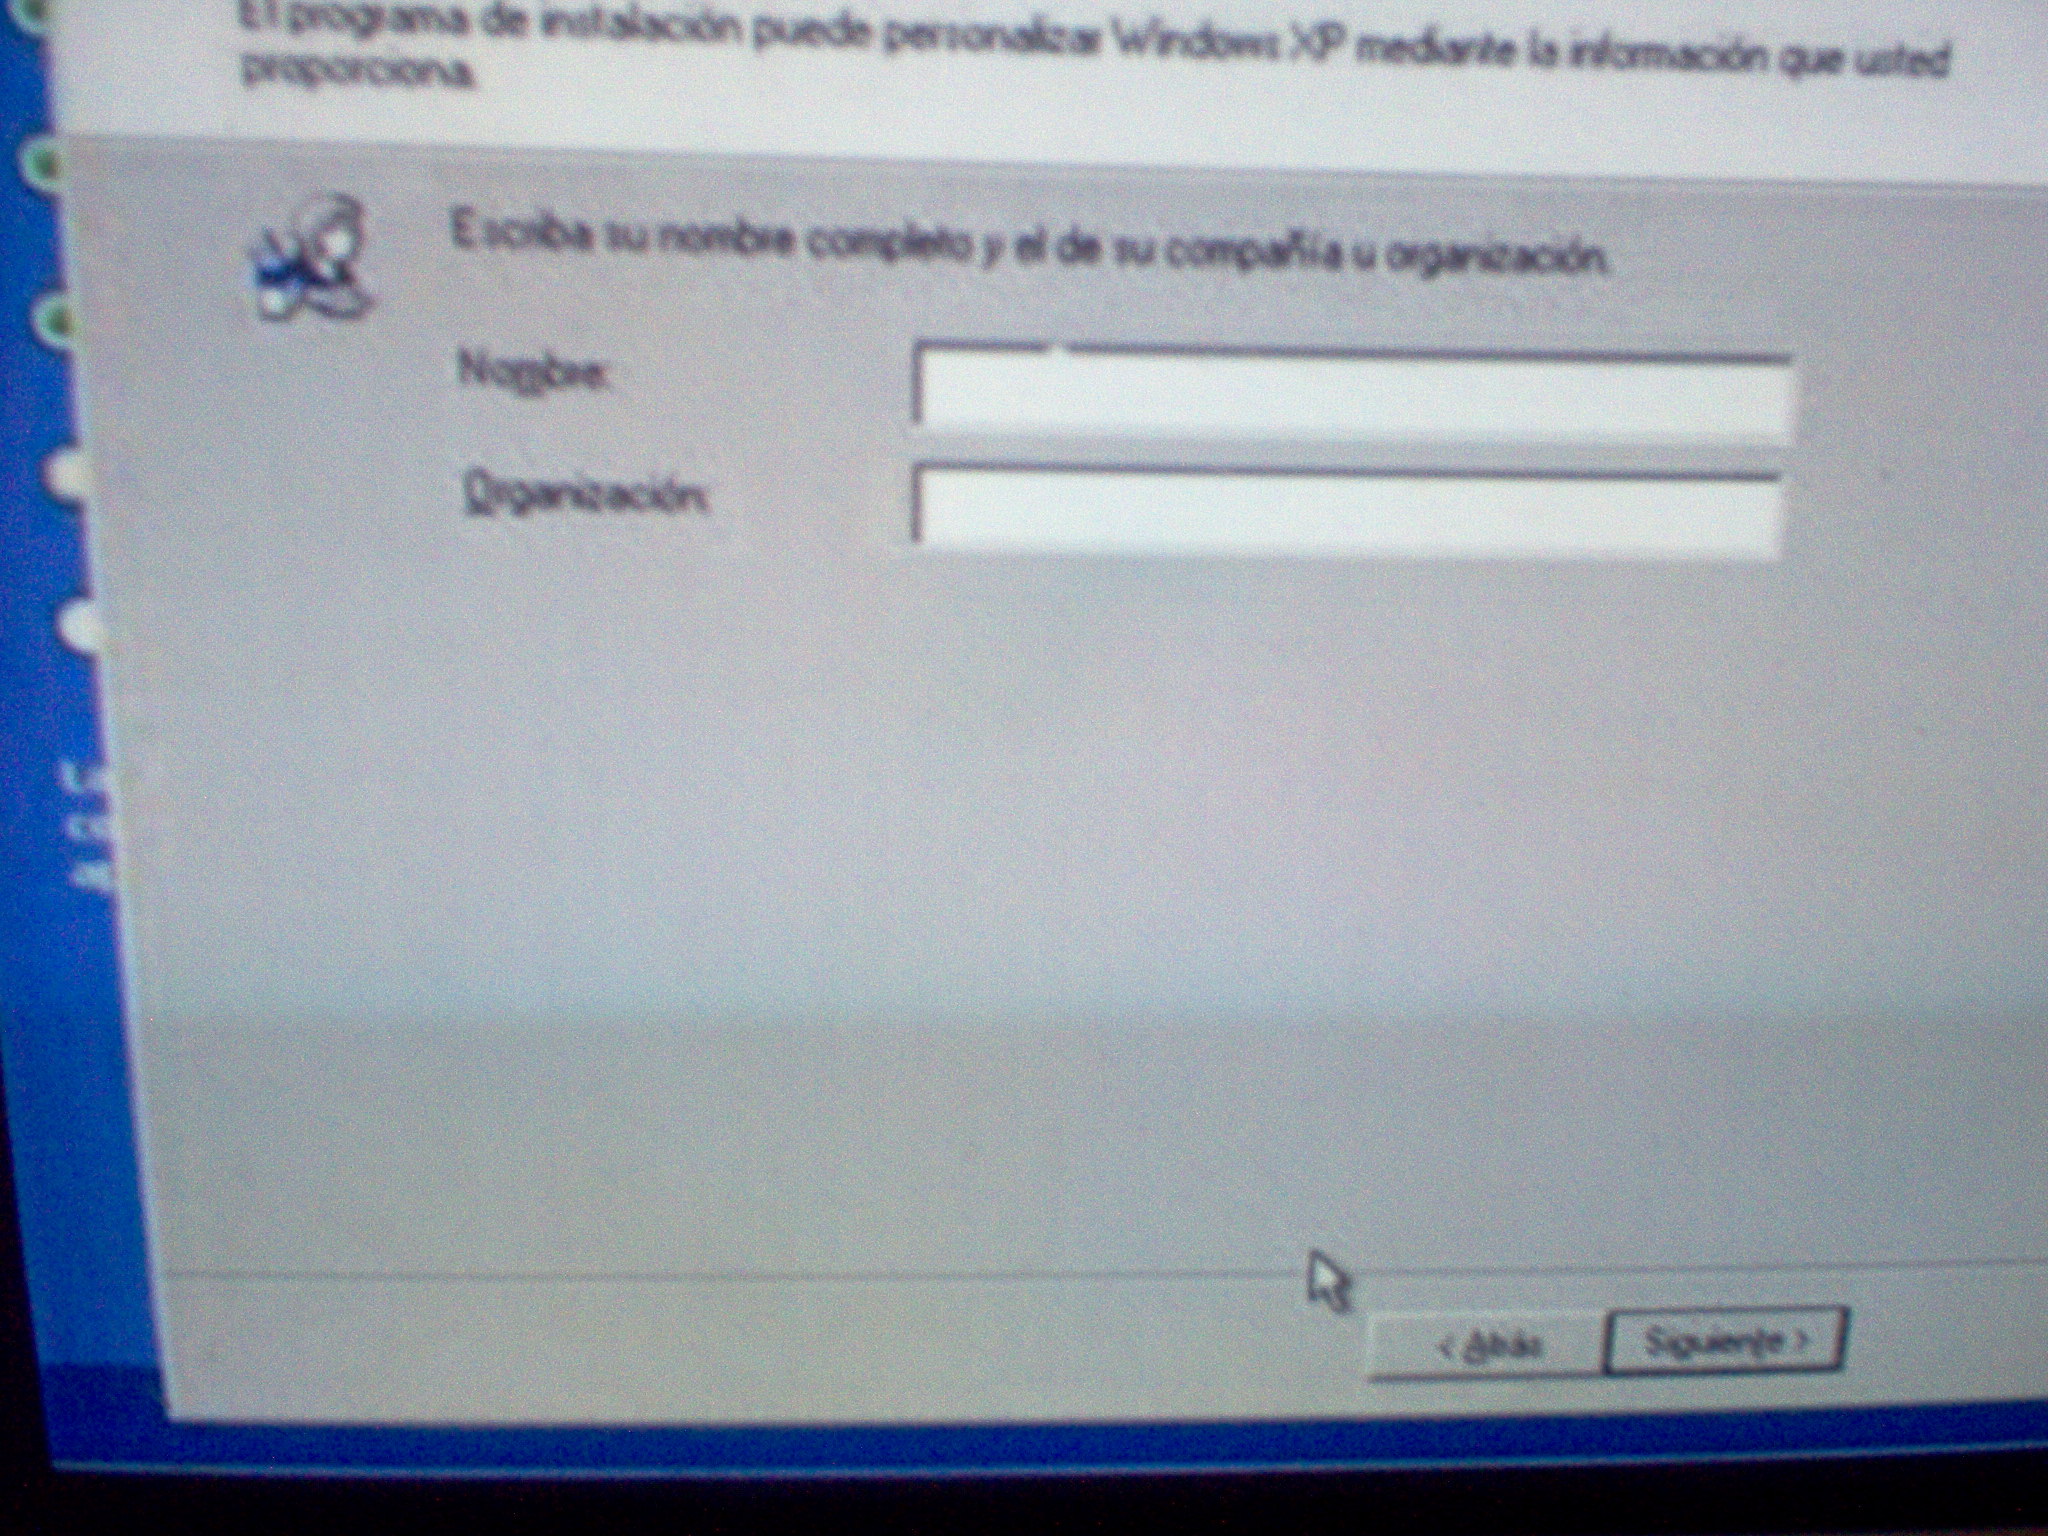 El programa de instalación puede personalizar Windows XP mediante la información que usted
proporciona.
Escriba su nombre completo y el de su compañía u organización.
Nombre:
Organización:
< Atrás
Siguiente >